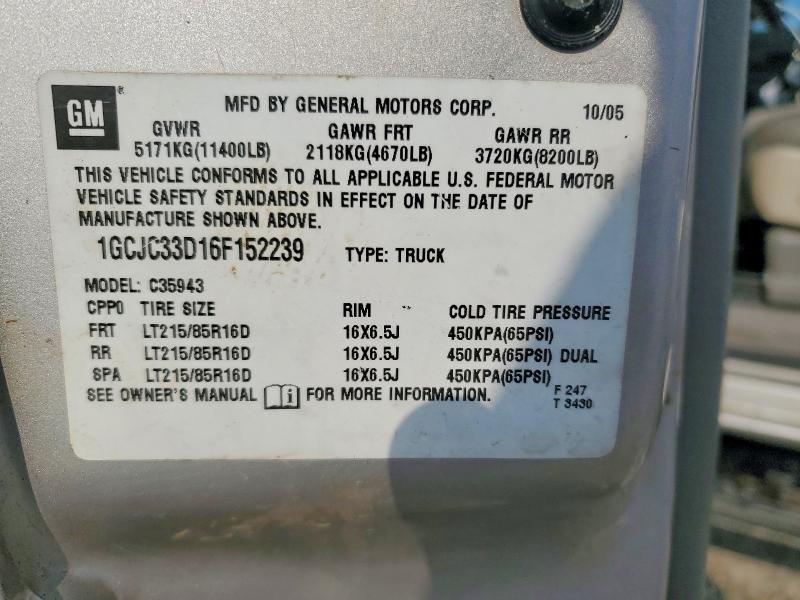 GM
MFD BY GENERAL MOTORS CORP. 10/05
GVWR GAWR FRT GAWR RR
5171KG(11400LB) 2118KG(4670LB) 3720KG(8200LB)
THIS VEHICLE CONFORMS TO ALL APPLICABLE U.S. FEDERAL MOTOR
VEHICLE SAFETY STANDARDS IN EFFECT ON THE DATE OF
MANUFACTURE SHOWN ABOVE.
1GCJC33D16F152239 TYPE: TRUCK
MODEL: C35943
CPP0 TIRE SIZE RIM COLD TIRE PRESSURE
FRT LT215/85R16D 16X6.5J 450KPA(65PSI)
RR LT215/85R16D 16X6.5J 450KPA(65PSI) DUAL
SPA LT215/85R16D 16X6.5J 450KPA(65PSI)
SEE OWNER'S MANUAL i FOR MORE INFORMATION. F 247
T 3430